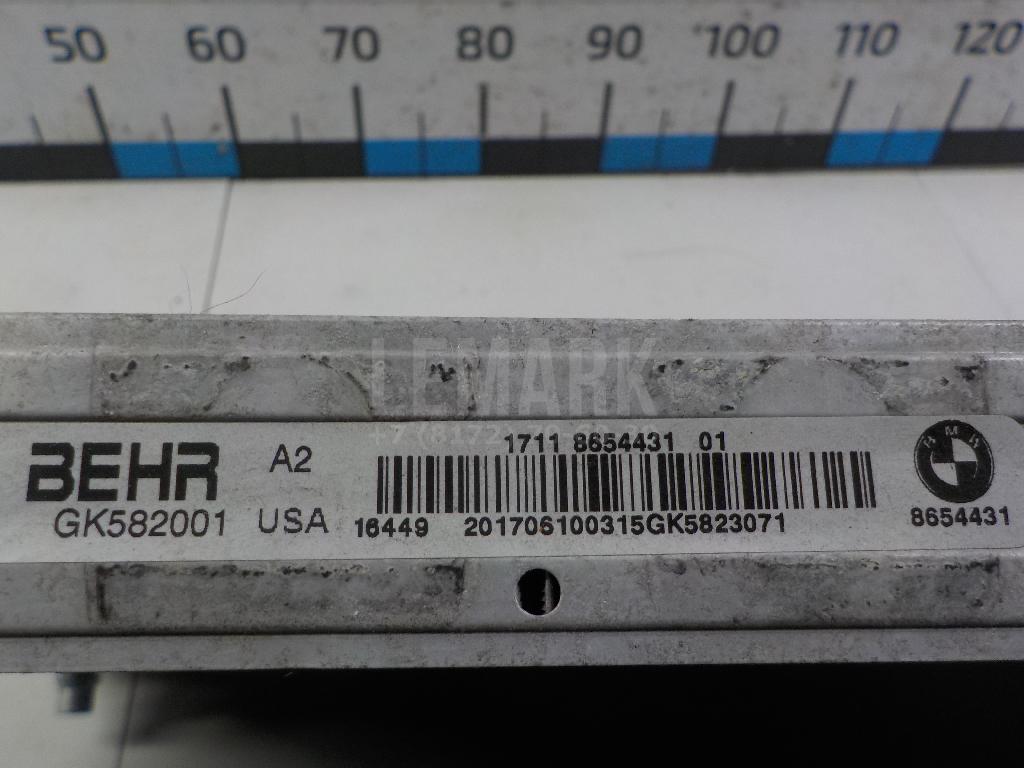 50 60 70 80 90 100 110 120
LEMARK
BEHR A2 1711 8654431 01 BMW
GK582001 USA 16449 201706100315GK5823071 8654431